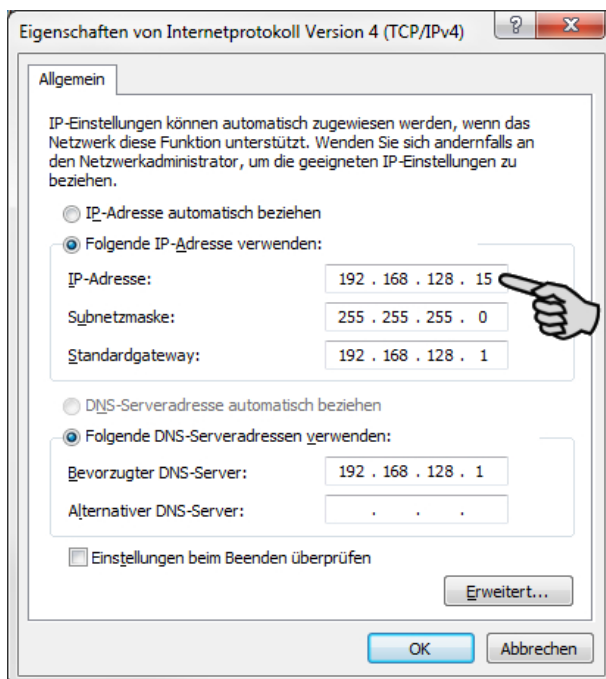 Eigenschaften von Internetprotokoll Version 4 (TCP/IPv4)
Allgemein
IP-Einstellungen können automatisch zugewiesen werden, wenn das
Netzwerk diese Funktion unterstützt. Wenden Sie sich andernfalls an
den Netzwerkadministrator, um die geeigneten IP-Einstellungen zu
beziehen.
IP-Adresse automatisch beziehen
Folgende IP-Adresse verwenden:
IP-Adresse: 192 . 168 . 128 . 15
Subnetzmaske: 255 . 255 . 255 . 0
Standardgateway: 192 . 168 . 128 . 1
DNS-Serveradresse automatisch beziehen
Folgende DNS-Serveradressen verwenden:
Bevorzugter DNS-Server: 192 . 168 . 128 . 1
Alternativer DNS-Server: . . .
Einstellungen beim Beenden überprüfen
Erweitert...
OK Abbrechen